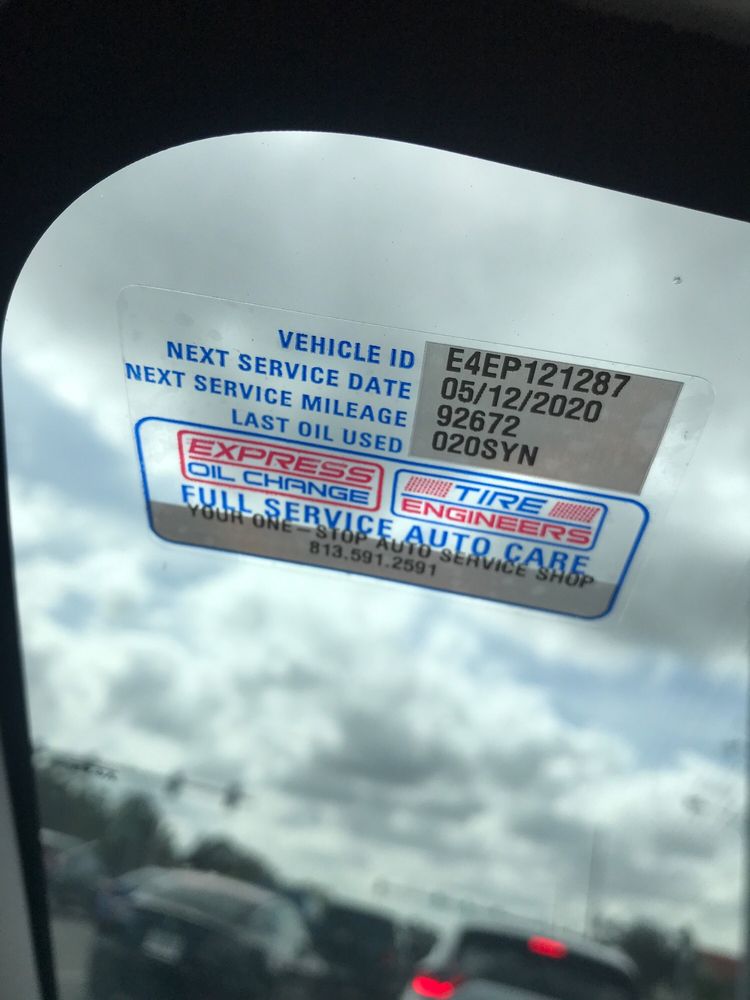 VEHICLE ID E4EP121287
NEXT SERVICE DATE 05/12/2020
NEXT SERVICE MILEAGE 92672
LAST OIL USED 020SYN
EXPRESS
OIL CHANGE
TIRE
ENGINEERS
FULL SERVICE AUTO CARE
YOUR ONE-STOP AUTO SERVICE SHOP
813.591.2591